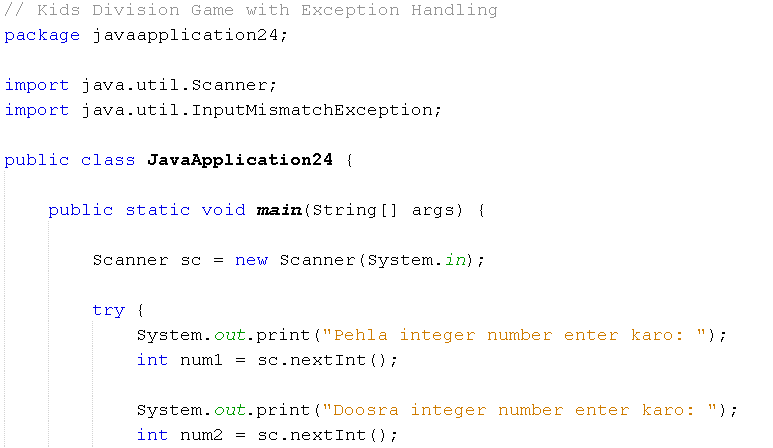 // Kids Division Game with Exception Handling
package javaapplication24;
import java.util.Scanner;
import java.util.InputMismatchException;
public class JavaApplication24 {
public static void main(String[] args) {
Scanner sc = new Scanner(System.in);
try {
System.out.print("Pehla integer number enter karo: ");
int num1 = sc.nextInt();
System.out.print("Doosra integer number enter karo: ");
int num2 = sc.nextInt();